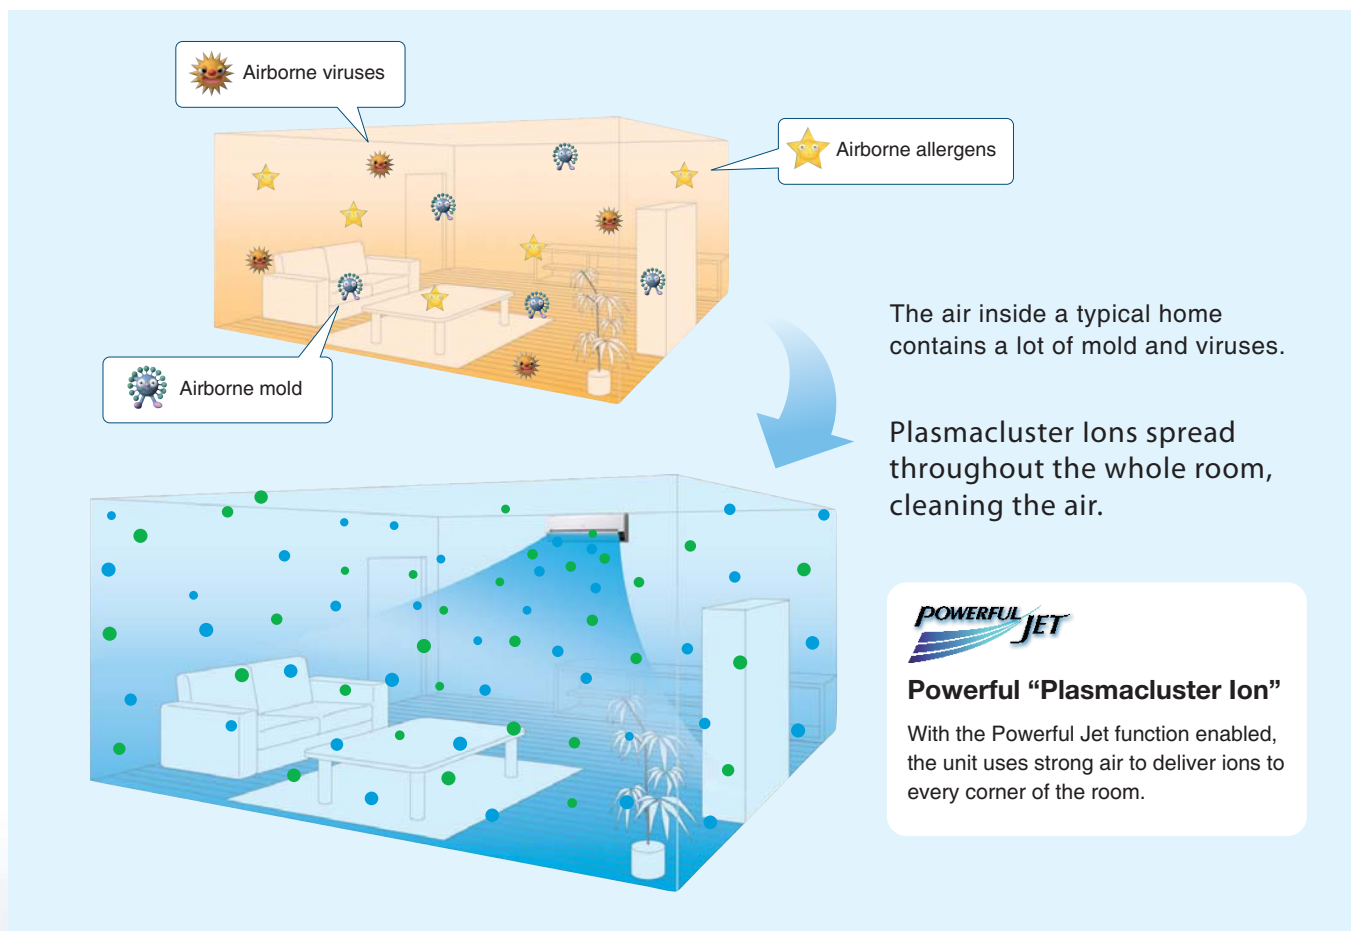 Airborne viruses
Airborne allergens
Airborne mold
The air inside a typical home
contains a lot of mold and viruses.
Plasmacluster Ions spread
throughout the whole room,
cleaning the air.
POWERFUL
JET
Powerful “Plasmacluster Ion”
With the Powerful Jet function enabled,
the unit uses strong air to deliver ions to
every corner of the room.